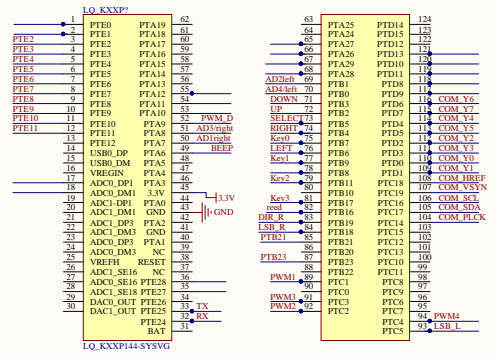 LQ_KXXP?
1 PTE0 PTA19 62
2 PTE1 PTA18 61
PTE2 3 PTE2 PTA17 60
PTE3 4 PTE3 PTA16 59
PTE4 5 PTE4 PTA15 58
PTE5 6 PTE5 PTA14 57
PTE6 7 PTE6 PTA13 56
PTE7 8 PTE7 PTA12 55
PTE8 9 PTE8 PTA11 54
PTE9 10 PTE9 PTA10 53
PTE10 11 PTE10 PTA9 52 PWM_D
PTE11 12 PTE11 PTA8 51 AD3/right
13 PTE12 PTA7 50 AD1right
14 USB0_DP PTA6 49 BEEP
15 USB0_DM PTA5 48
16 VREGIN PTA4 47
17 ADC0_DP1 PTA3 46
18 ADC0_DM1 3.3V 45 3.3V
19 ADC1-DP1 PTA0 44
20 ADC1_DM1 GND 43 GND
21 ADC1_DP3 PTA2 42
22 ADC1_DM3 GND 41
23 ADC0_DP3 PTA1 40
24 ADC0_DM3 NC 39
25 VREFH RESET 38
26 ADC1_SE16 NC 37
27 ADC0_SE16 PTE28 36
28 ADC1_SE18 PTE27 35
29 DAC0_OUT PTE26 34
30 DAC1_OUT PTE25 33 TX
PTE24 32 RX
BAT 31
LQ_KXXP144-SYSVG
63 PTA25 PTD14 124
64 PTA24 PTD15 123
65 PTA27 PTD12 122
66 PTA26 PTD13 121
67 PTA29 PTD10 120
68 PTA28 PTD11 119
AD2left 69 PTB1 PTD8 118
AD4/left 70 PTB0 PTD9 117
DOWN 71 PTB3 PTD6 116 COM_Y6
UP 72 PTB2 PTD7 115 COM_Y7
SELECT 73 PTB5 PTD4 114 COM_Y4
RIGHT 74 PTB4 PTD5 113 COM_Y5
Key0 75 PTB7 PTD2 112 COM_Y2
LEFT 76 PTB6 PTD3 111 COM_Y3
Key1 77 PTB9 PTD0 110 COM_Y0
78 PTB8 PTD1 109 COM_Y1
Key2 79 PTB11 PTC18 108 COM_HREF
80 PTB10 PTC19 107 COM_VSYN
Key3 81 PTB17 PTC16 106 COM_SCL
reed 82 PTB16 PTC17 105 COM_SDA
DIR_R 83 PTB19 PTC14 104 COM_PLCK
LSB_R 84 PTB18 PTC15 103
PTB21 85 PTB21 PTC12 102
86 PTB20 PTC13 101
PTB23 87 PTB23 PTC10 100
88 PTB22 PTC11 99
PWM1 89 PTC1 PTC8 98
90 PTC0 PTC9 97
PWM3 91 PTC3 PTC6 96
PWM2 92 PTC2 PTC7 95
PTC4 94 PWM4
PTC5 93 LSB_L